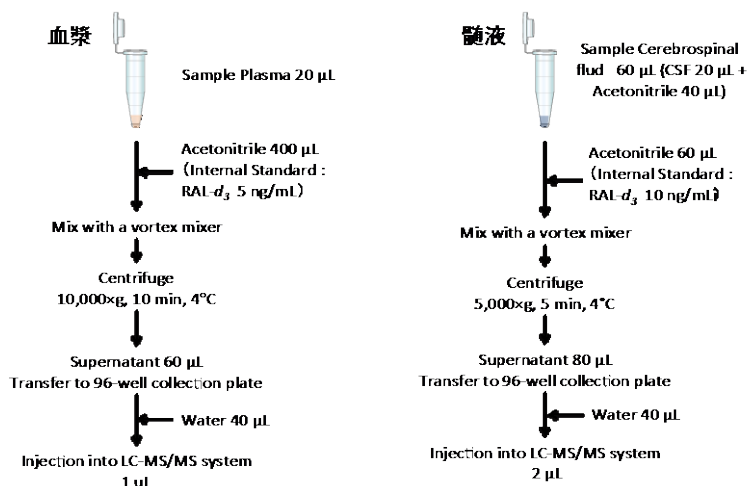 血漿
Sample Plasma 20 µL
Acetonitrile 400 µL
(Internal Standard :
RAL-d3 5 ng/mL)
Mix with a vortex mixer
Centrifuge
10,000×g, 10 min, 4°C
Supernatant 60 µL
Transfer to 96-well collection plate
Water 40 µL
Injection into LC-MS/MS system
1 µL
髄液
Sample Cerebrospinal
flud 60 µL (CSF 20 µL +
Acetonitrile 40 µL)
Acetonitrile 60 µL
(Internal Standard :
RAL-d3 10 ng/mL)
Mix with a vortex mixer
Centrifuge
5,000×g, 5 min, 4°C
Supernatant 80 µL
Transfer to 96-well collection plate
Water 40 µL
Injection into LC-MS/MS system
2 µL